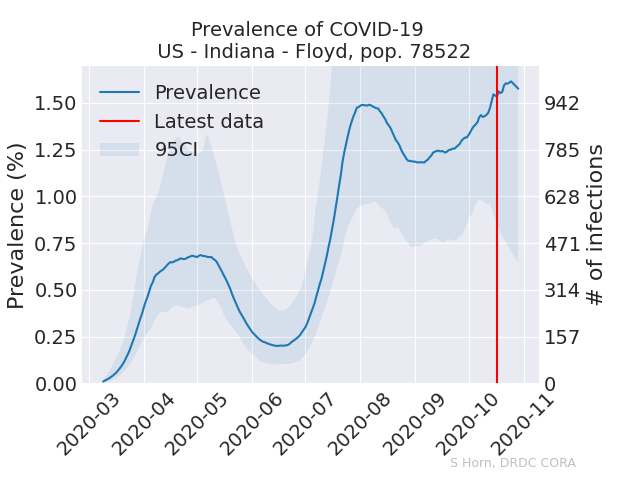 Prevalence of COVID-19
US - Indiana - Floyd, pop. 78522
Prevalence
Latest data
95CI
Prevalence (%)
1.50
1.25
1.00
0.75
0.50
0.25
0.00
# of infections
942
785
628
471
314
157
0
2020-03
2020-04
2020-05
2020-06
2020-07
2020-08
2020-09
2020-10
2020-11
S Horn, DRDC CORA